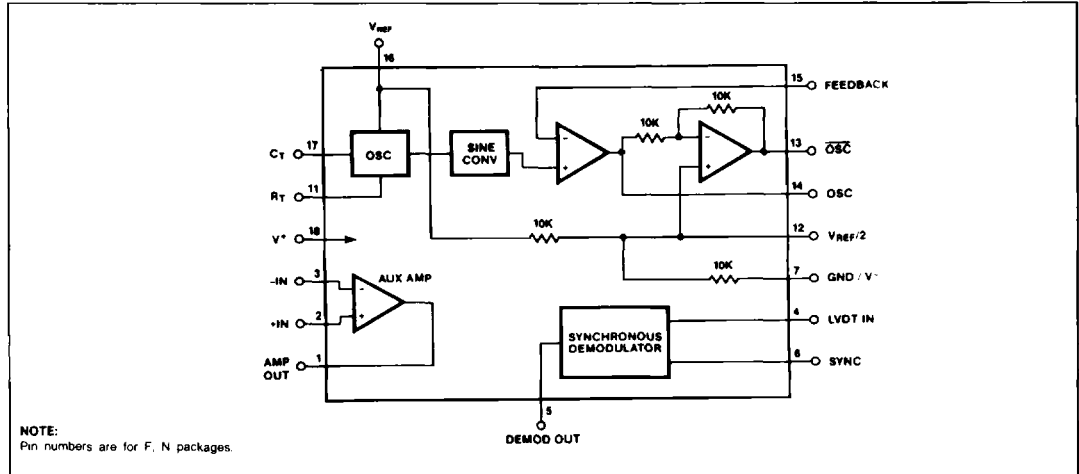 VREF
16
15
FEEDBACK
10K
10K
13
OSC
CT
17
OSC
SINE
CONV
14
OSC
RT
11
10K
12
VREF/2
V+
18
10K
7
GND / V-
-IN
3
AUX AMP
4
LVDT IN
+IN
2
SYNCHRONOUS
DEMODULATOR
6
SYNC
AMP
OUT
1
5
DEMOD OUT
NOTE:
Pin numbers are for F, N packages.